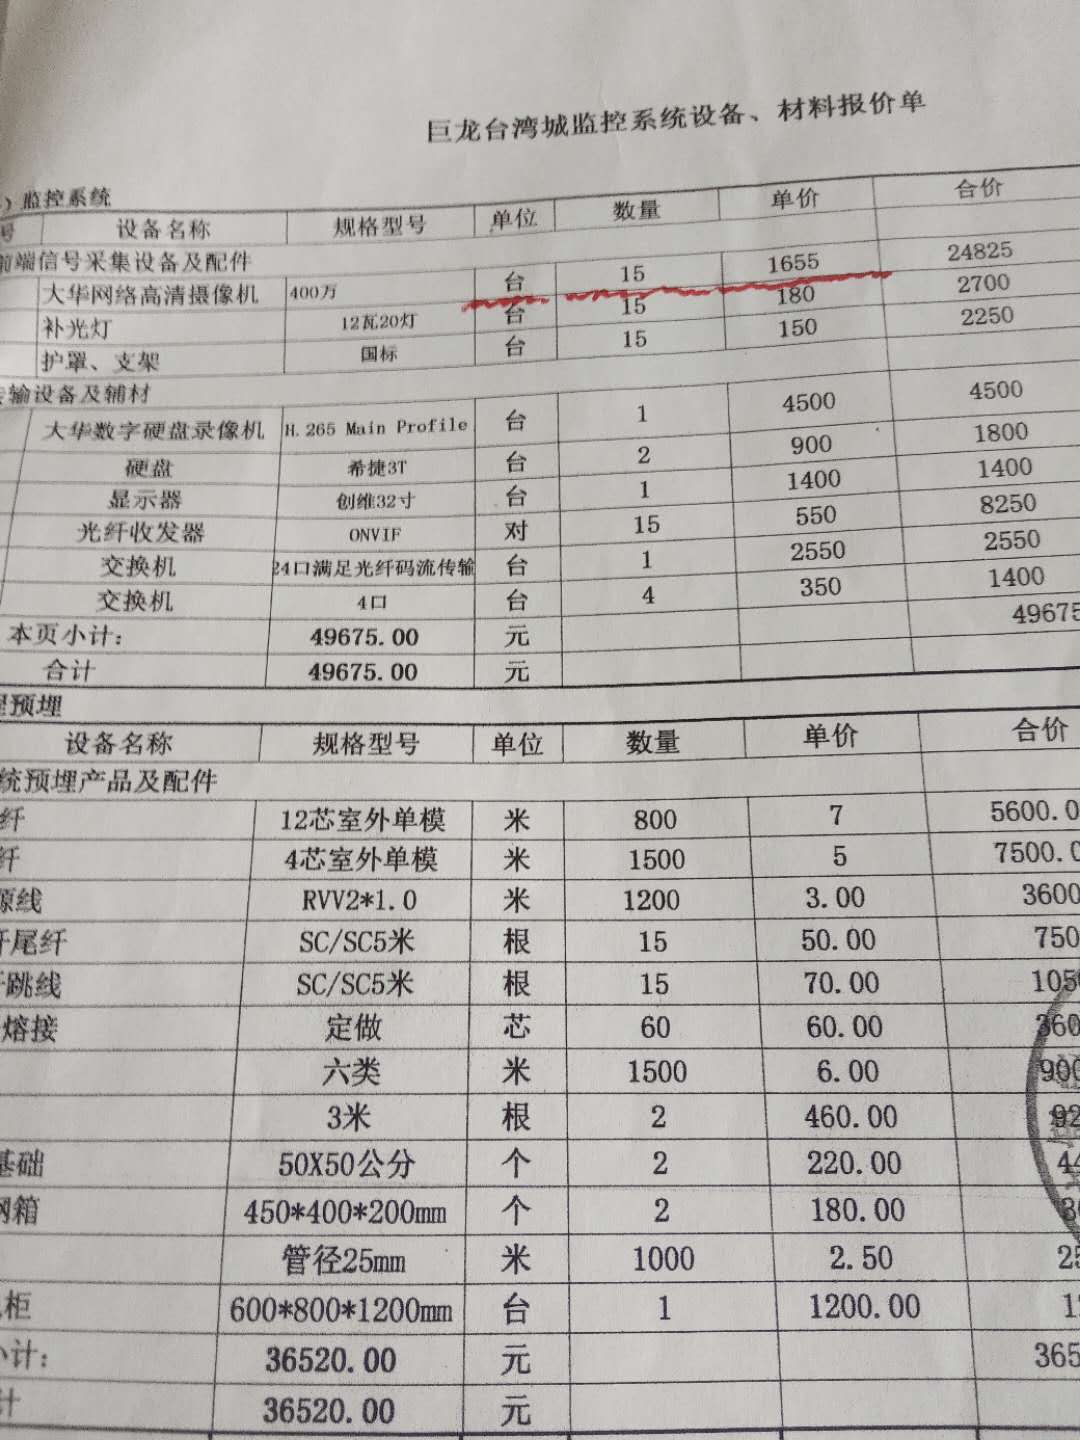 巨龙台湾城监控系统设备、材料报价单
) 监控系统
号 设备名称 规格型号 单位 数量 单价 合价
前端信号采集设备及配件
大华网络高清摄像机 400万 台 15 1655 24825
补光灯 12瓦20灯 台 15 180 2700
护罩、支架 国标 台 15 150 2250
传输设备及辅材
大华数字硬盘录像机 H.265 Main Profile 台 1 4500 4500
硬盘 希捷3T 台 2 900 1800
显示器 创维32寸 台 1 1400 1400
光纤收发器 ONVIF 对 15 550 8250
交换机 24口满足光纤码流传输 台 1 2550 2550
交换机 4口 台 4 350 1400
本页小计: 49675.00 元 49675
合计 49675.00 元
程预埋
设备名称 规格型号 单位 数量 单价 合价
统预埋产品及配件
纤 12芯室外单模 米 800 7 5600.0
纤 4芯室外单模 米 1500 5 7500.0
源线 RVV2*1.0 米 1200 3.00 3600
纤尾纤 SC/SC5米 根 15 50.00 750
跳线 SC/SC5米 根 15 70.00 1050
熔接 定做 芯 60 60.00 360
六类 米 1500 6.00 900
3米 根 2 460.00 92
基础 50X50公分 个 2 220.00 44
网箱 450*400*200mm 个 2 180.00 36
管径25mm 米 1000 2.50 25
柜 600*800*1200mm 台 1 1200.00 1
小计: 36520.00 元 365
计 36520.00 元